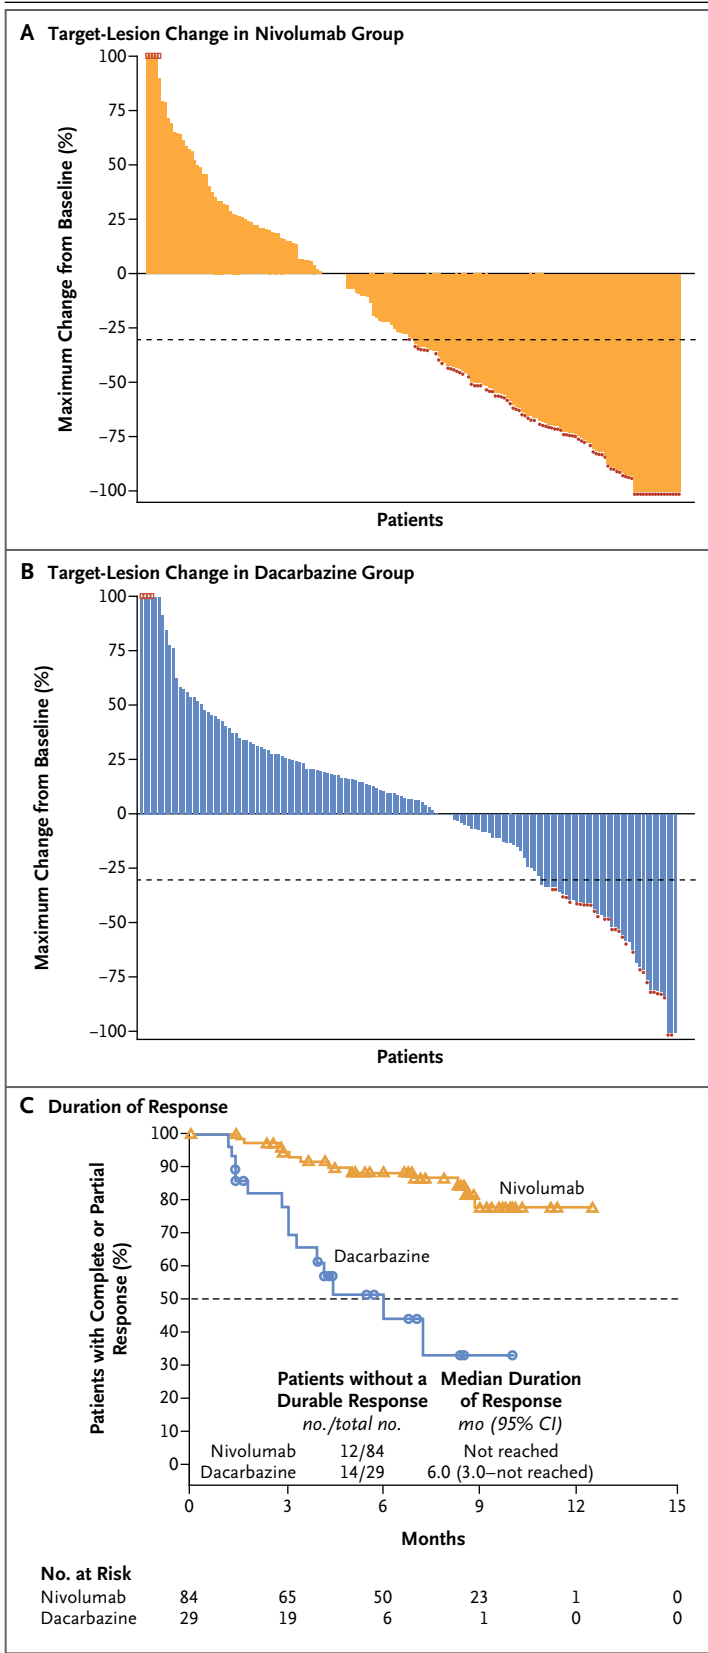 A Target-Lesion Change in Nivolumab Group
Maximum Change from Baseline (%)
100
75
50
25
0
−25
−50
−75
−100
Patients
B Target-Lesion Change in Dacarbazine Group
Maximum Change from Baseline (%)
100
75
50
25
0
−25
−50
−75
−100
Patients
C Duration of Response
Patients with Complete or Partial
Response (%)
100
90
80
70
60
50
40
30
20
10
0
Nivolumab
Dacarbazine
Patients without a Median Duration
Durable Response of Response
no./total no. mo (95% CI)
Nivolumab 12/84 Not reached
Dacarbazine 14/29 6.0 (3.0–not reached)
0 3 6 9 12 15
Months
No. at Risk
Nivolumab 84 65 50 23 1 0
Dacarbazine 29 19 6 1 0 0